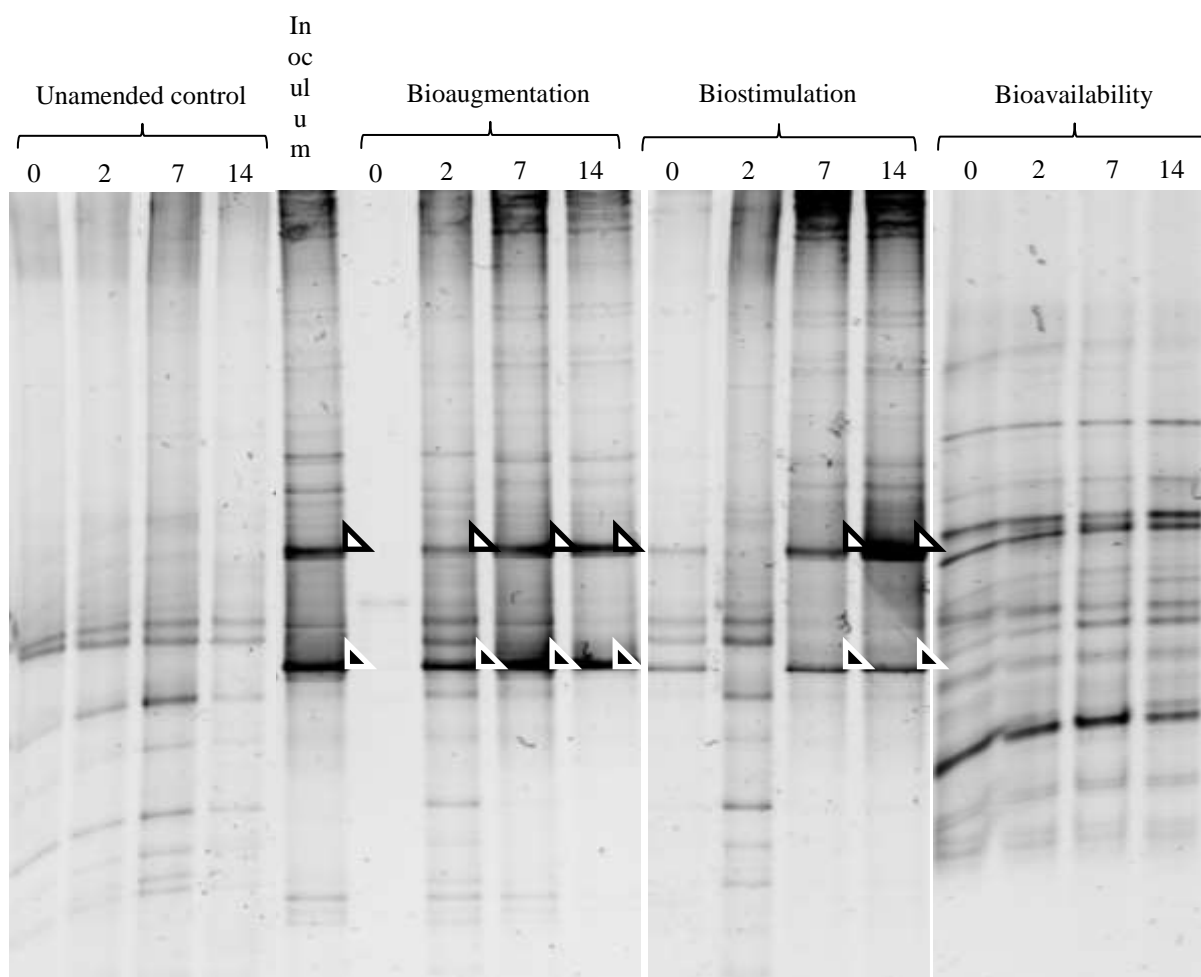 In
oc
ul
u
m
Unamended control
Bioaugmentation
Biostimulation
Bioavailability
0 2 7 14
0 2 7 14
0 2 7 14
0 2 7 14